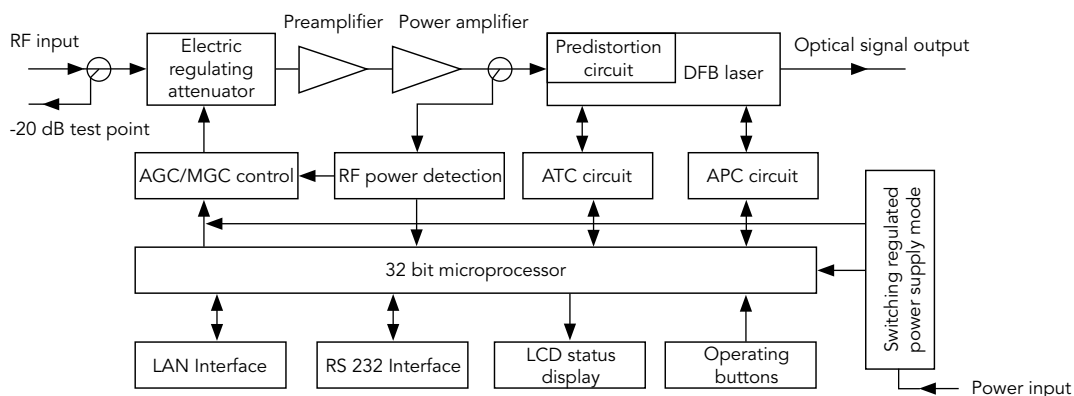 Preamplifier
Power amplifier
RF input
Electric
regulating
attenuator
Predistortion
circuit
DFB laser
Optical signal output
-20 dB test point
AGC/MGC control
RF power detection
ATC circuit
APC circuit
Switching regulated
power supply mode
32 bit microprocessor
LAN Interface
RS 232 Interface
LCD status
display
Operating
buttons
Power input